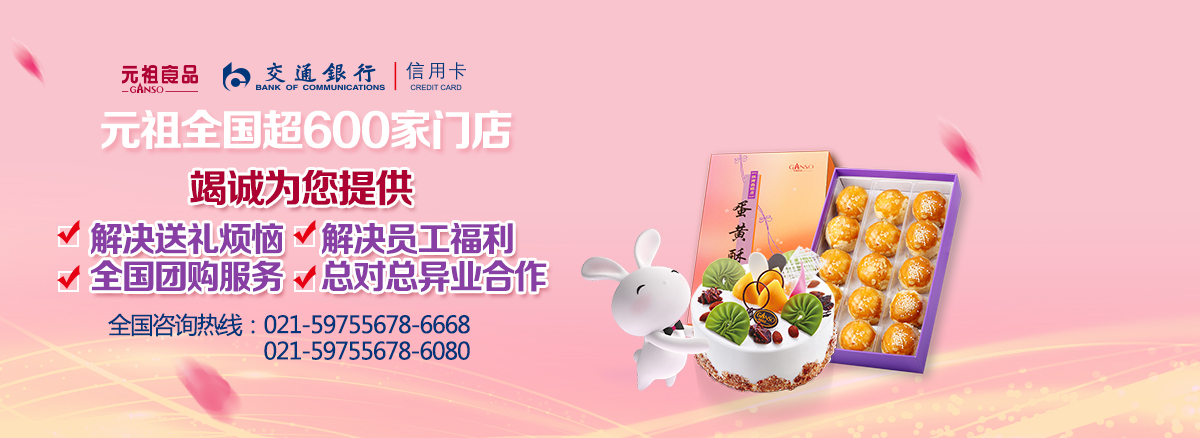 元祖食品
GANSO
交通銀行
BANK OF COMMUNICATIONS
信用卡
CREDIT CARD
元祖全国超600家门店
竭诚为您提供
解决送礼烦恼 解决员工福利
全国团购服务 总对总异业合作
全国咨询热线：021-59755678-6668
021-59755678-6080
GANSO
蛋黄酥
GANSO